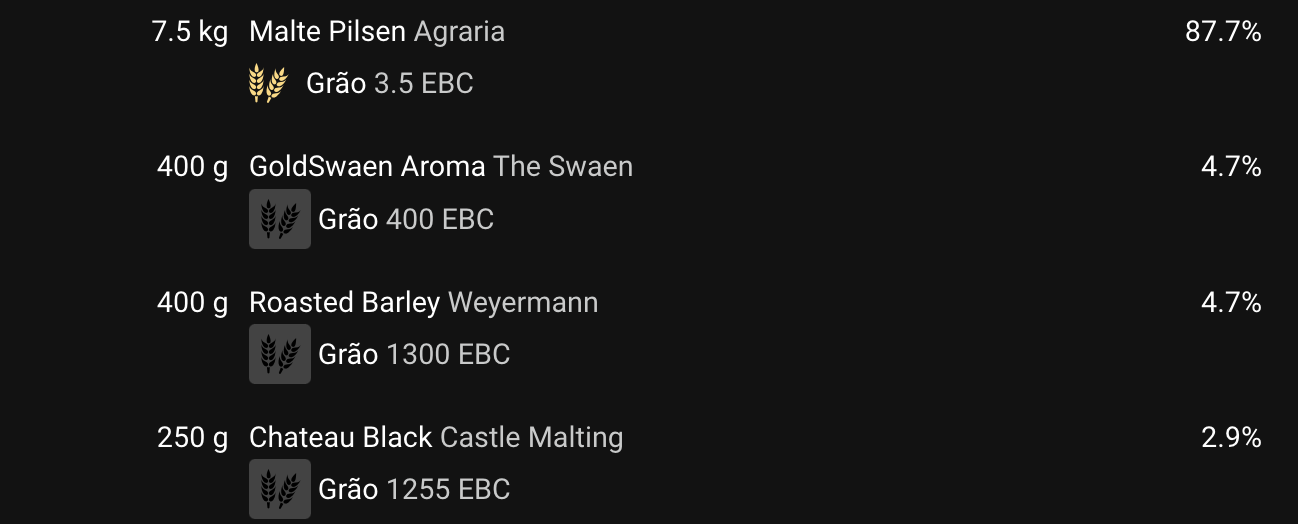 7.5 kg Malte Pilsen Agraria 87.7%
Grão 3.5 EBC
400 g GoldSwaen Aroma The Swaen 4.7%
Grão 400 EBC
400 g Roasted Barley Weyermann 4.7%
Grão 1300 EBC
250 g Chateau Black Castle Malting 2.9%
Grão 1255 EBC